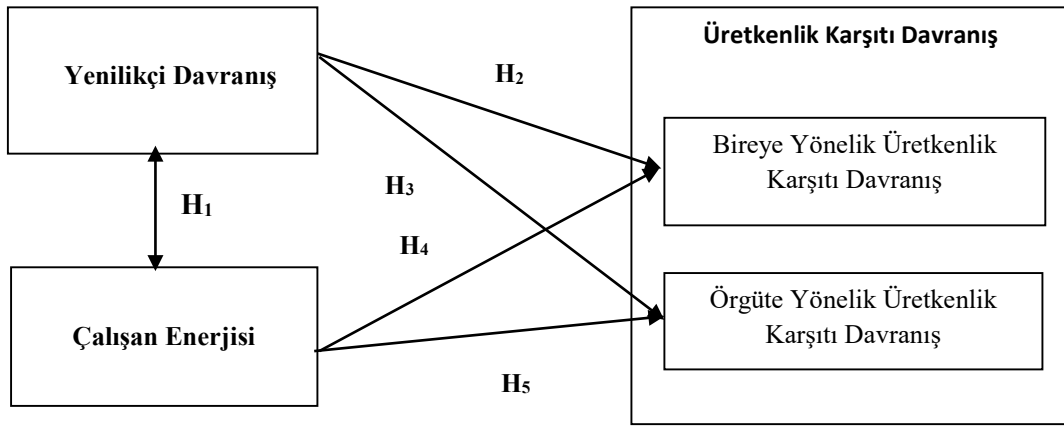 Yenilikçi Davranış
H1
Çalışan Enerjisi
H2
H3
H4
H5
Üretkenlik Karşıtı Davranış
Bireye Yönelik Üretkenlik
Karşıtı Davranış
Örgüte Yönelik Üretkenlik
Karşıtı Davranış